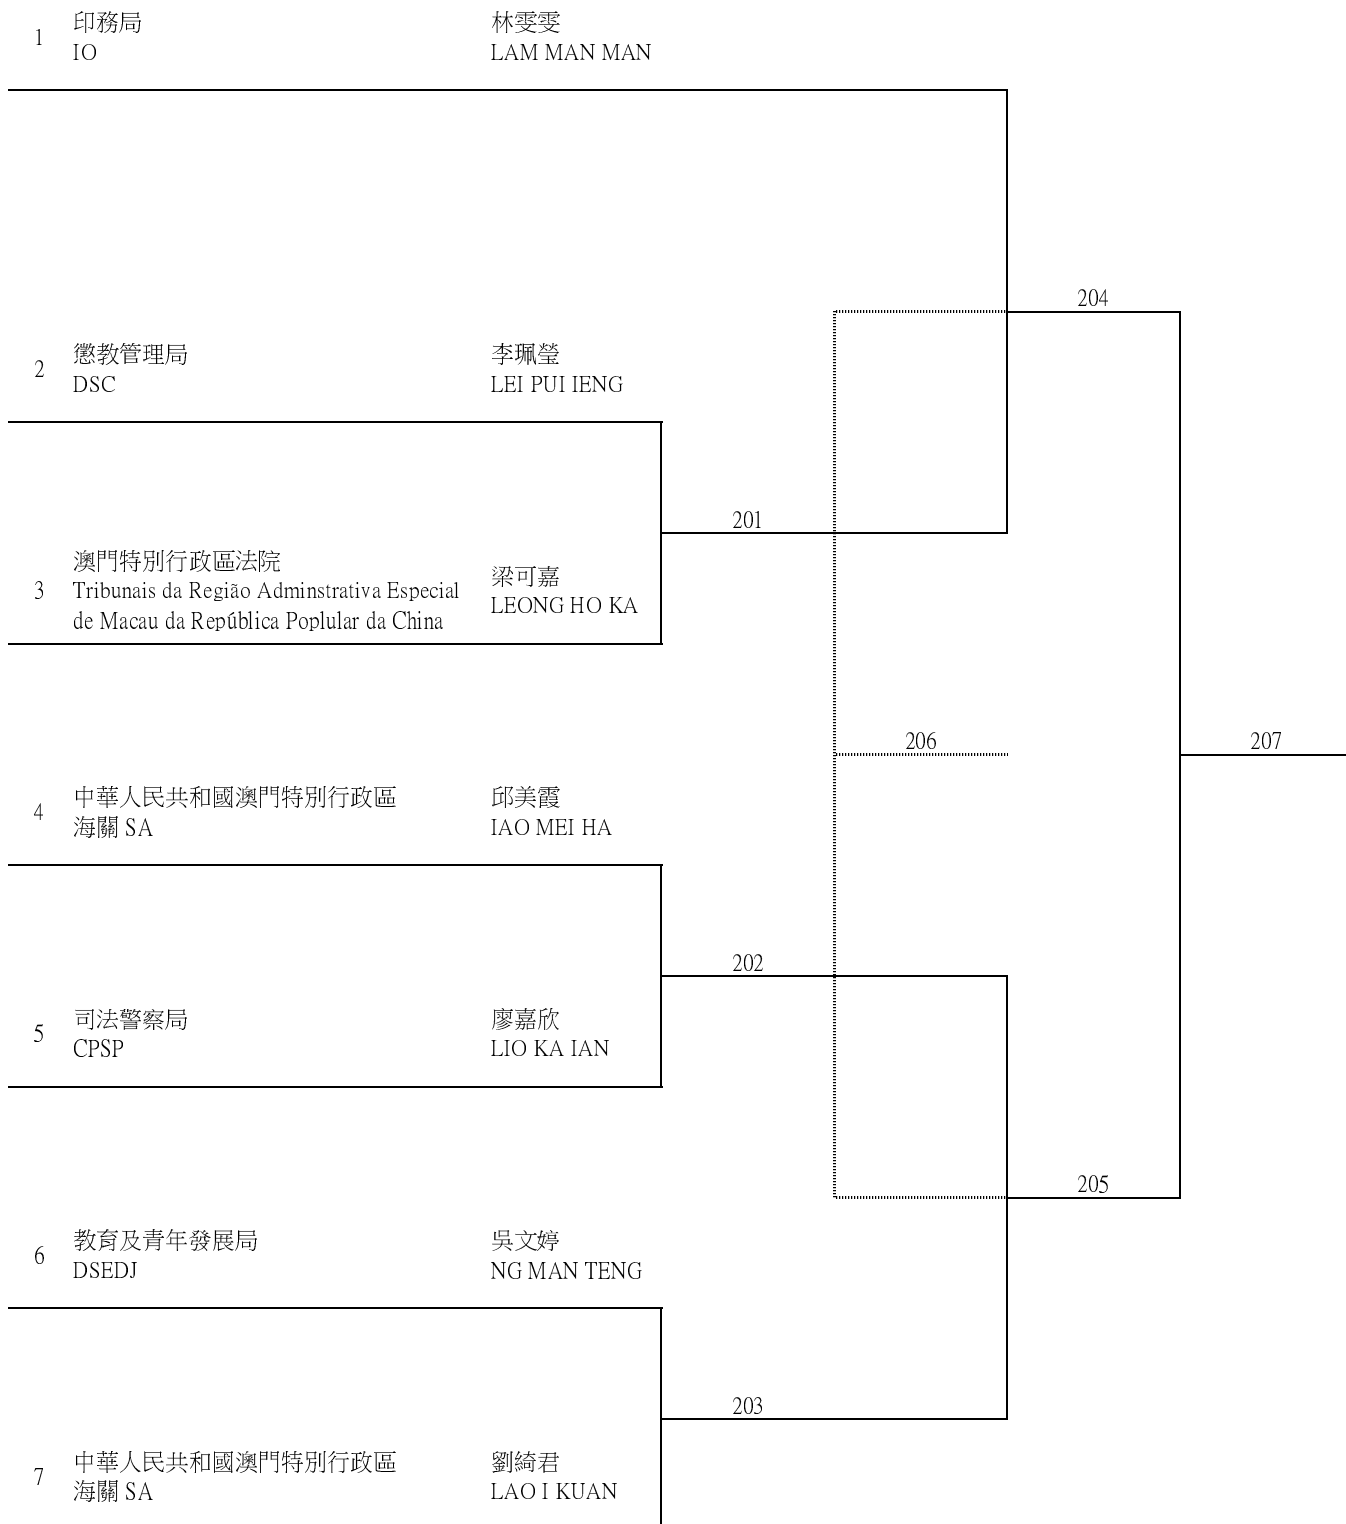 1
印務局
IO
林雯雯
LAM MAN MAN
204
2
懲教管理局
DSC
李珮瑩
LEI PUI IENG
201
3
澳門特別行政區法院
Tribunais da Região Adminstrativa Especial
de Macau da República Poplular da China
梁可嘉
LEONG HO KA
206
207
4
中華人民共和國澳門特別行政區
海關 SA
邱美霞
IAO MEI HA
202
5
司法警察局
CPSP
廖嘉欣
LIO KA IAN
205
6
教育及青年發展局
DSEDJ
吳文婷
NG MAN TENG
203
7
中華人民共和國澳門特別行政區
海關 SA
劉綺君
LAO I KUAN